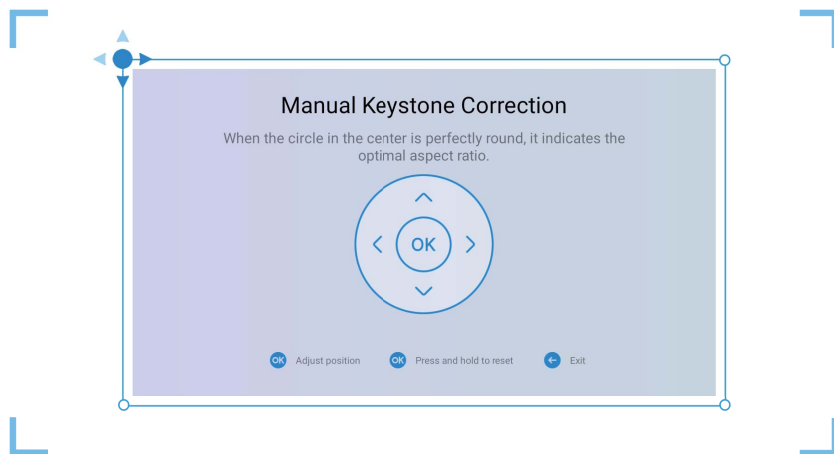 Manual Keystone Correction
When the circle in the center is perfectly round, it indicates the
optimal aspect ratio.
OK
OK Adjust position OK Press and hold to reset Exit